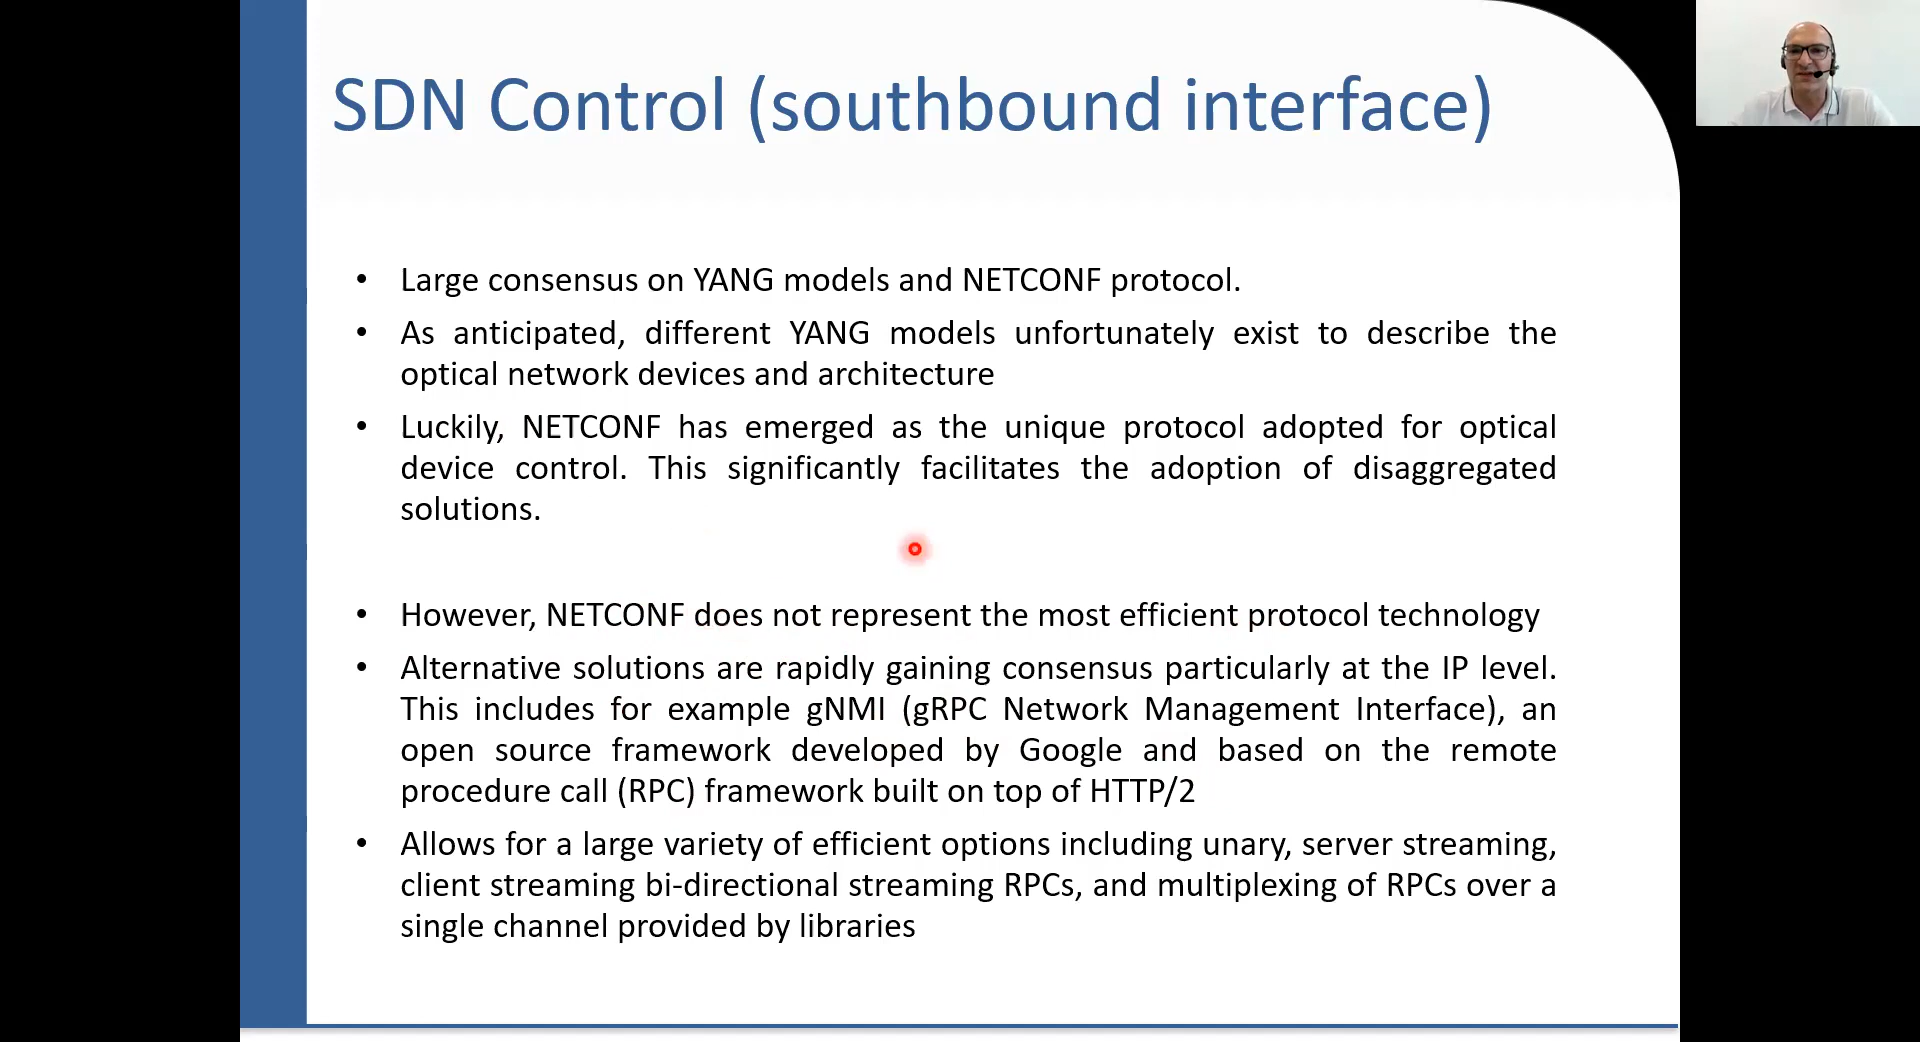 SDN Control (southbound interface)
• Large consensus on YANG models and NETCONF protocol.
• As anticipated, different YANG models unfortunately exist to describe the
optical network devices and architecture
• Luckily, NETCONF has emerged as the unique protocol adopted for optical
device control. This significantly facilitates the adoption of disaggregated
solutions.
• However, NETCONF does not represent the most efficient protocol technology
• Alternative solutions are rapidly gaining consensus particularly at the IP level.
This includes for example gNMI (gRPC Network Management Interface), an
open source framework developed by Google and based on the remote
procedure call (RPC) framework built on top of HTTP/2
• Allows for a large variety of efficient options including unary, server streaming,
client streaming bi-directional streaming RPCs, and multiplexing of RPCs over a
single channel provided by libraries